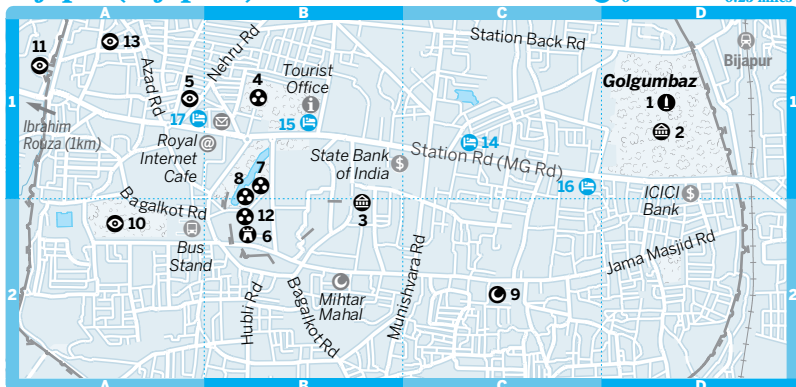 A
B
C
D
11
13
Azad Rd
Nehru Rd
5
4
Tourist
Office
Station Back Rd
Bijapur
Golgumbaz
1
1
1
2
17
15
14
Ibrahim
Rouza (1km)
Royal
Internet
Cafe
State Bank
of India
Station Rd (MG Rd)
7
8
16
ICICI
Bank
Bagalkot Rd
10
12
3
6
Bus
Stand
Jama Masjid Rd
Mihtar
Mahal
Munishvara Rd
9
2
2
Hubli Rd
Bagalkot Rd
A
B
C
D